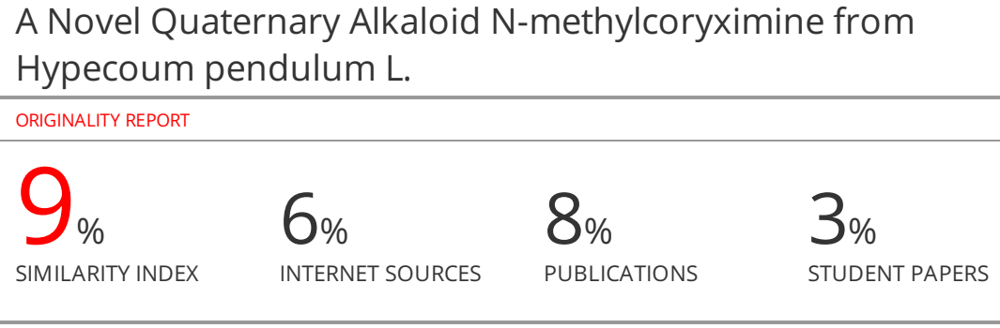 A Novel Quaternary Alkaloid N-methylcoryximine from
Hypecoum pendulum L.
ORIGINALITY REPORT
9% 6% 8% 3%
SIMILARITY INDEX INTERNET SOURCES PUBLICATIONS STUDENT PAPERS